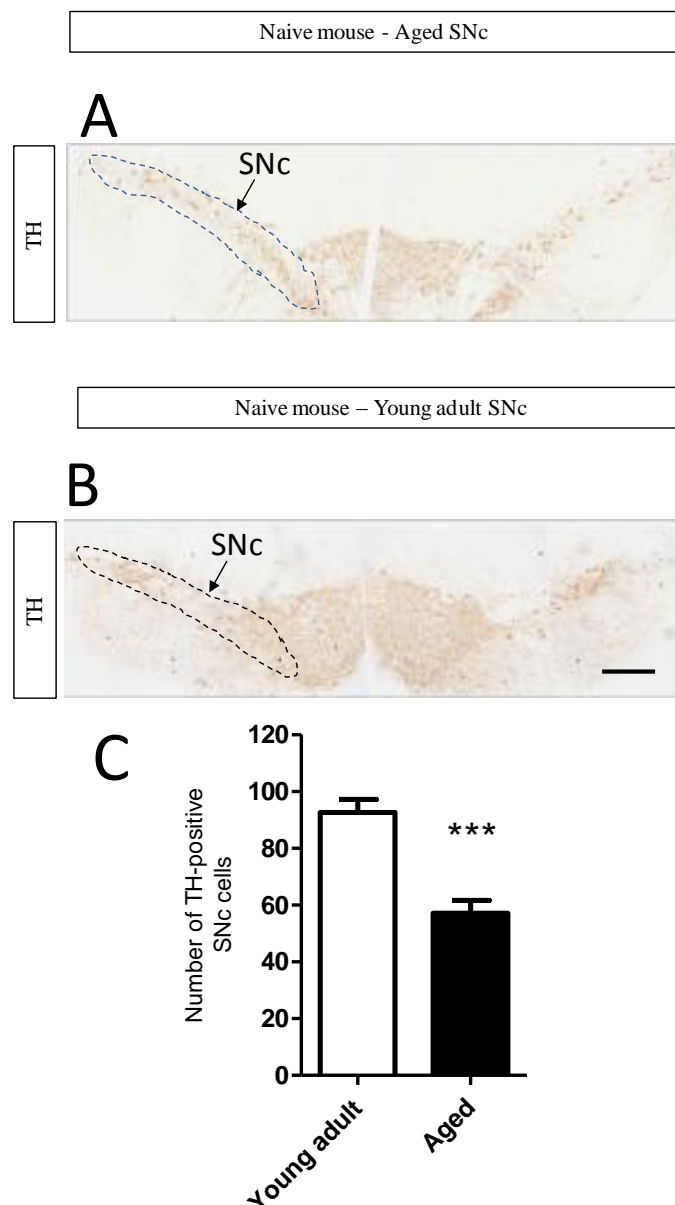 Naive mouse - Aged SNc
A
SNc
TH
Naive mouse – Young adult SNc
B
SNc
TH
C
120
100
80
60
40
20
0
Number of TH-positive
SNc cells
***
Young adult
Aged